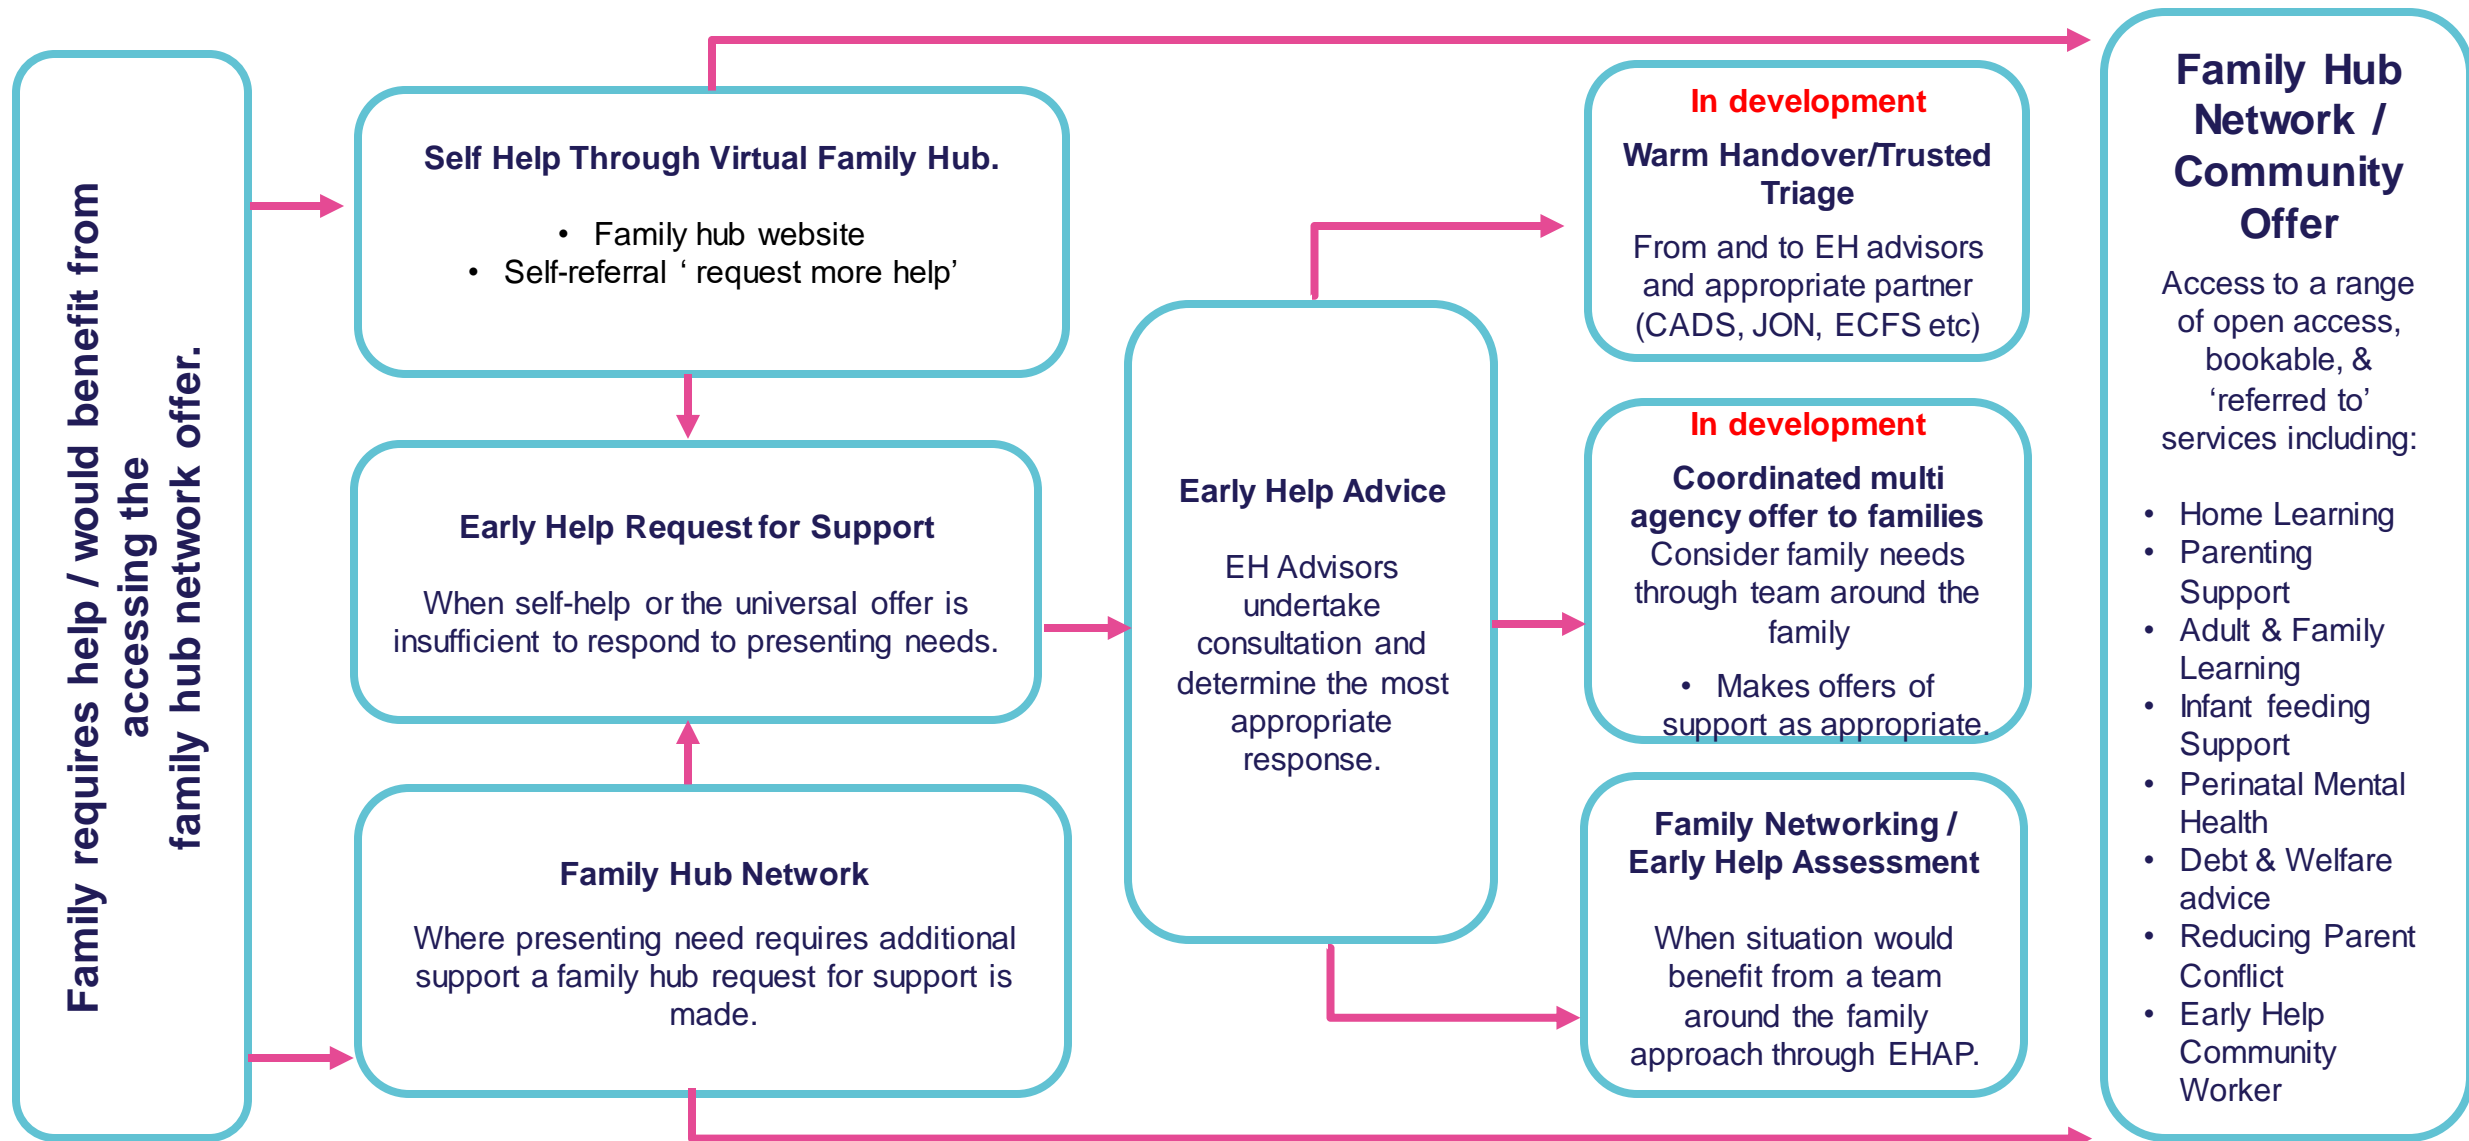 Family requires help / would benefit from
accessing the
family hub network offer.
Self Help Through Virtual Family Hub.
• Family hub website
• Self-referral ‘ request more help’
Early Help Request for Support
When self-help or the universal offer is
insufficient to respond to presenting needs.
Family Hub Network
Where presenting need requires additional
support a family hub request for support is
made.
Early Help Advice
EH Advisors
undertake
consultation and
determine the most
appropriate
response.
In development
Warm Handover/Trusted
Triage
From and to EH advisors
and appropriate partner
(CADS, JON, ECFS etc)
In development
Coordinated multi
agency offer to families
Consider family needs
through team around the
family
• Makes offers of
support as appropriate.
Family Networking /
Early Help Assessment
When situation would
benefit from a team
around the family
approach through EHAP.
Family Hub
Network /
Community
Offer
Access to a range
of open access,
bookable, &
‘referred to’
services including:
• Home Learning
• Parenting
Support
• Adult & Family
Learning
• Infant feeding
Support
• Perinatal Mental
Health
• Debt & Welfare
advice
• Reducing Parent
Conflict
• Early Help
Community
Worker